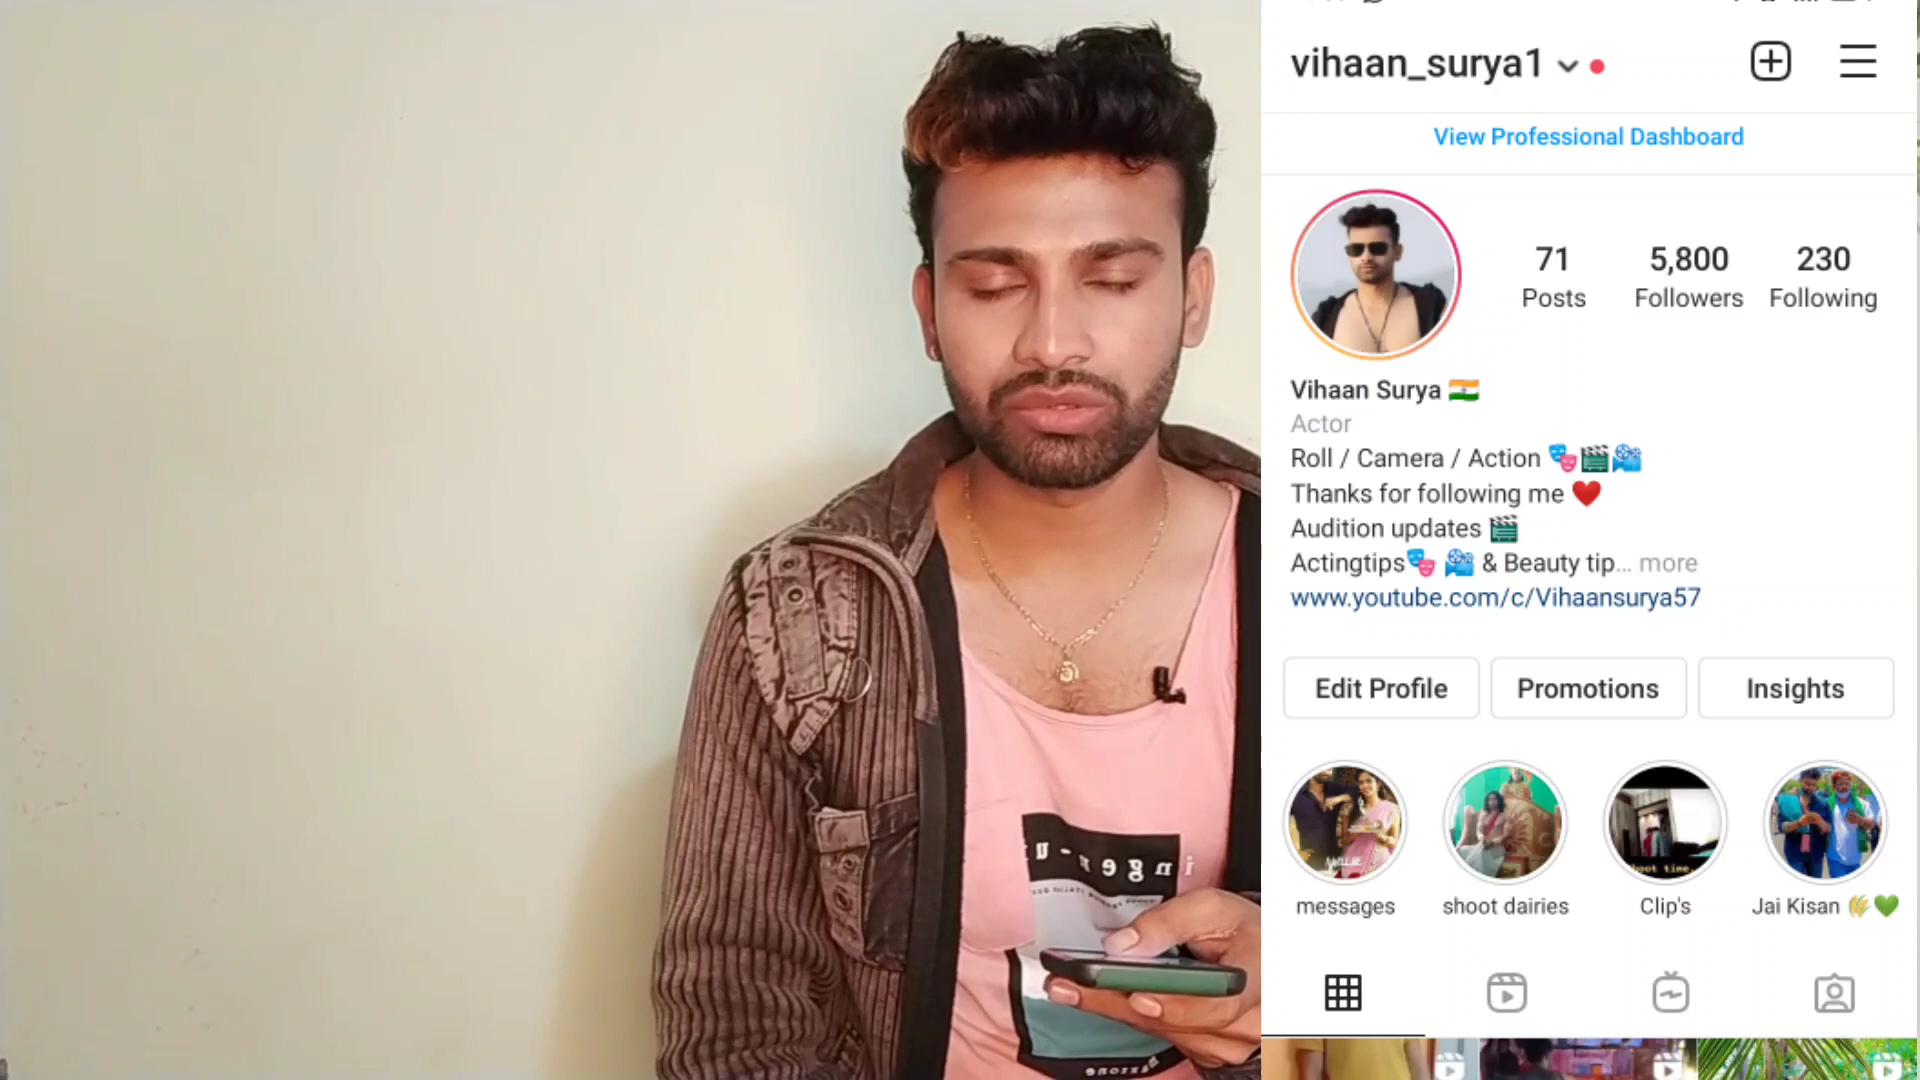 vihaan_surya1
View Professional Dashboard
71
Posts
5,800
Followers
230
Following
Vihaan Surya 🇮🇳
Actor
Roll / Camera / Action 🎭🎬🎥
Thanks for following me ❤️
Audition updates 🎬
Actingtips🎭 🎥 & Beauty tip... more
www.youtube.com/c/Vihaansurya57
Edit Profile
Promotions
Insights
messages
shoot dairies
Clip's
Jai Kisan 🌾💚